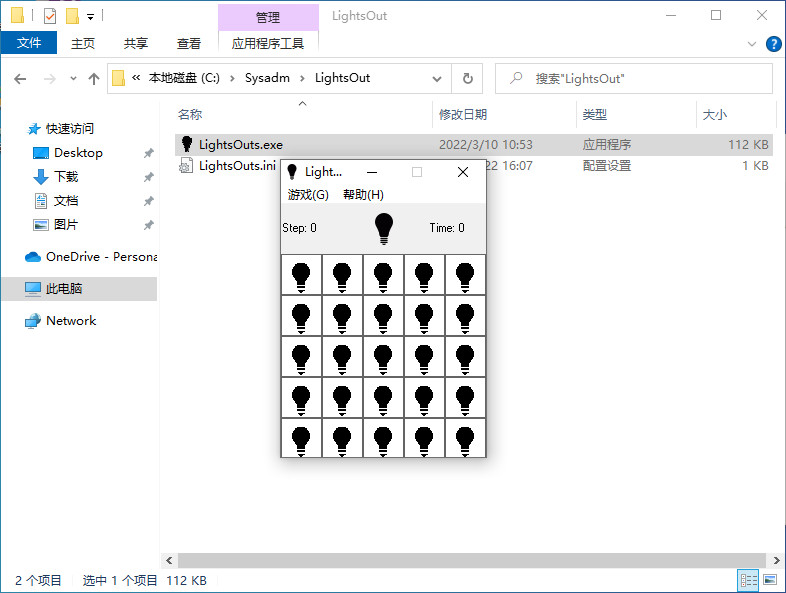 管理
LightsOut
文件
主页
共享
查看
应用程序工具
« 本地磁盘 (C:) › Sysadm › LightsOut
搜索"LightsOut"
名称
修改日期
类型
大小
快速访问
Desktop
下载
文档
图片
OneDrive - Persona
此电脑
Network
LightsOuts.exe
2022/3/10 10:53
应用程序
112 KB
LightsOuts.ini
22 16:07
配置设置
1 KB
Light...
游戏(G)
帮助(H)
Step: 0
Time: 0
2 个项目
选中 1 个项目
112 KB